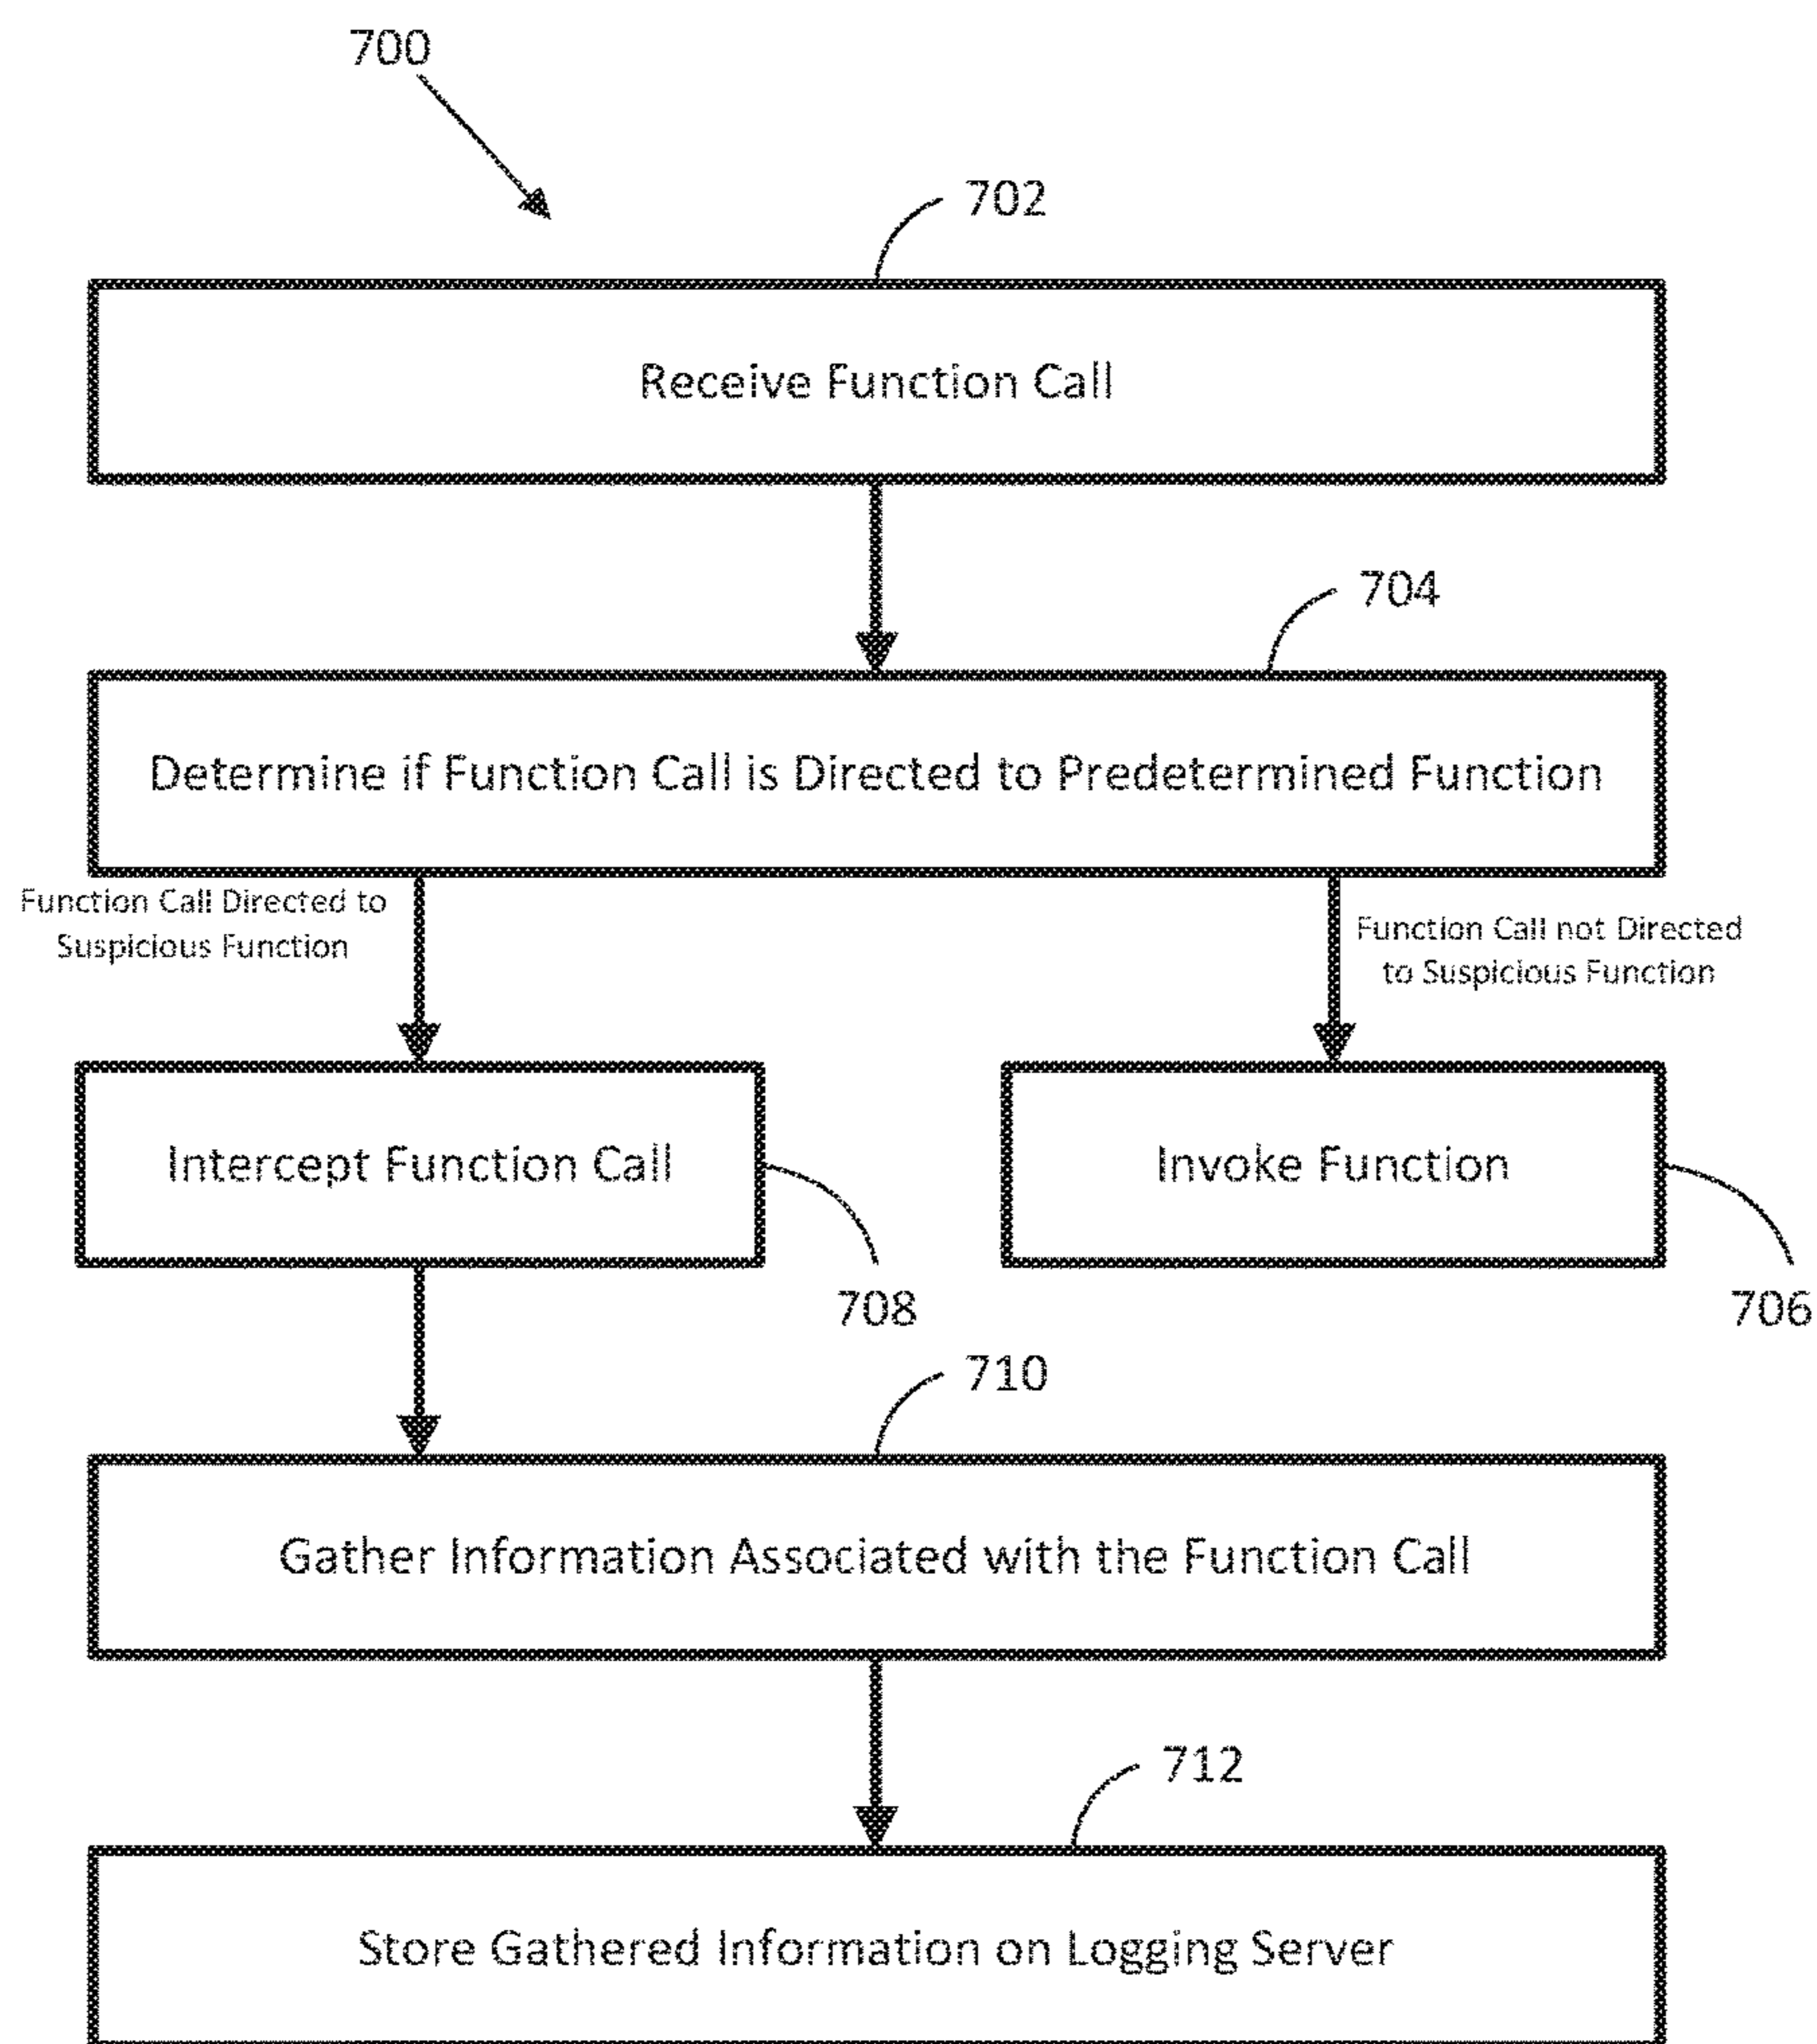 700
702
Receive Function Call
704
Determine if Function Call is Directed to Predetermined Function
Function Call Directed to
Suspicious Function
Function Call not Directed
to Suspicious Function
Intercept Function Call
Invoke Function
708
706
710
Gather Information Associated with the Function Call
712
Store Gathered Information on Logging Server